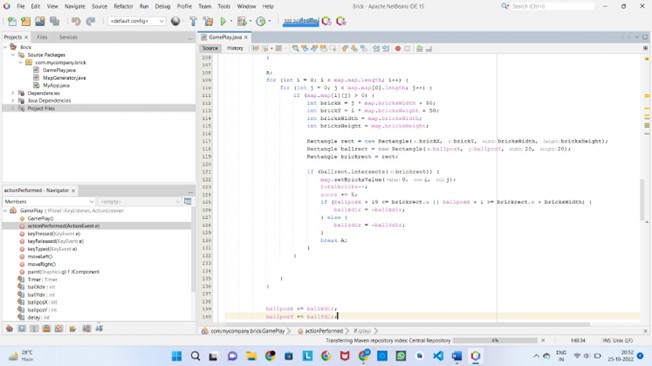 Brick - Apache NetBeans IDE 15
Search (Ctrl+I)
File Edit View Navigate Source Refactor Run Debug Profile Team Tools Window Help
<default config>
Projects Files Services
GamePlay.java
Source History
Brick
Source Packages
com.mycompany.brick
GamePlay.java
MapGenerator.java
MyApp.java
Dependencies
Java Dependencies
Project Files
actionPerformed - Navigator
Members <empty>
GamePlay :: JPanel : KeyListener, ActionListener
GamePlay()
actionPerformed(ActionEvent e)
keyPressed(KeyEvent e)
keyReleased(KeyEvent e)
keyTyped(KeyEvent e)
moveLeft()
moveRight()
paint(Graphics g) ↑ JComponent
Timer : Timer
ballXdir : int
ballYdir : int
ballposX : int
ballposY : int
delay : int
106 }
107
108 A:
109 for (int i = 0; i < map.map.length; i++) {
110 for (int j = 0; j < map.map[0].length; j++) {
111 if (map.map[i][j] > 0) {
112 int brickX = j * map.bricksWidth + 80;
113 int brickY = i * map.bricksHeight + 50;
114 int bricksWidth = map.bricksWidth;
115 int bricksHeight = map.bricksHeight;
116
117 Rectangle rect = new Rectangle(x:brickX, y:brickY, width:bricksWidth, height:bricksHeight);
118 Rectangle ballrect = new Rectangle(x:ballposX, y:ballposY, width:20, height:20);
119 Rectangle brickrect = rect;
120
121 if (ballrect.intersects(r:brickrect)) {
122 map.setBricksValue(value:0, row:i, col:j);
123 totalbricks--;
124 score += 5;
125 if (ballposX + 19 <= brickrect.x || ballposX + 1 >= brickrect.x + bricksWidth) {
126 ballXdir = -ballXdir;
127 } else {
128 ballYdir = -ballYdir;
129 }
130 break A;
131 }
132 }
133
134
135 }
136 }
137
138
139 ballposX += ballXdir;
140 ballposY += ballYdir;
com.mycompany.brick.GamePlay actionPerformed if (play)
Transferring Maven repository index: Central Repository 6% 140:34 INS Unix (LF)
28°C
Haze
ENG
IN
20:52
25-10-2022